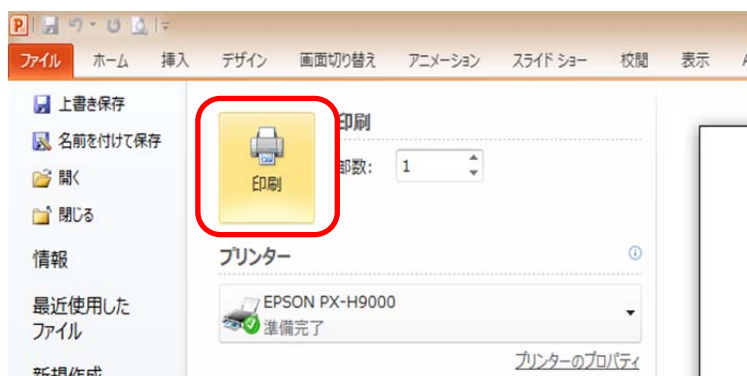 ファイル ホーム 挿入 デザイン 画面切り替え アニメーション スライド ショー 校閲 表示
上書き保存
名前を付けて保存
開く
閉じる
情報
最近使用した
ファイル
新規作成
印刷
印刷
部数: 1
プリンター
EPSON PX-H9000
準備完了
プリンターのプロパティ